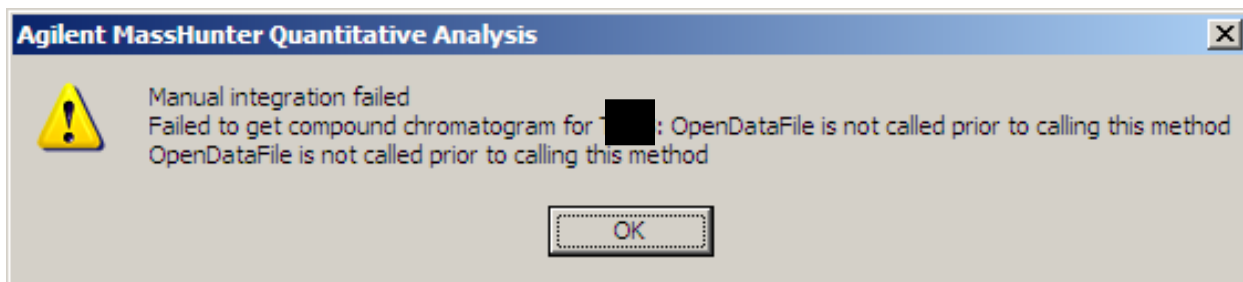 Agilent MassHunter Quantitative Analysis
Manual integration failed
Failed to get compound chromatogram for : OpenDataFile is not called prior to calling this method
OpenDataFile is not called prior to calling this method
OK